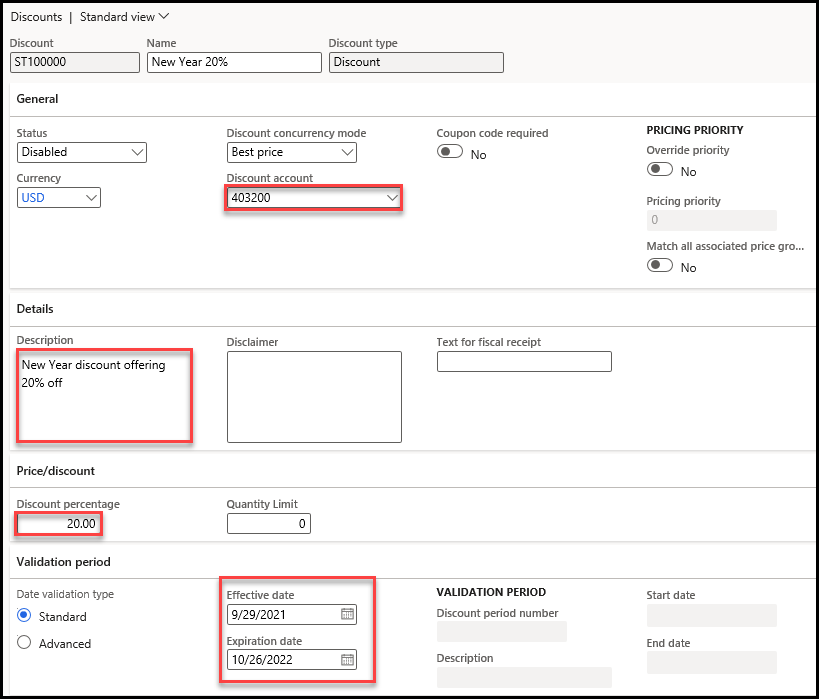 Discounts | Standard view
Discount Name Discount type
ST100000 New Year 20% Discount
General
Status Discount concurrency mode Coupon code required PRICING PRIORITY
Disabled Best price No Override priority
No
Currency Discount account
USD 403200
Pricing priority
0
Match all associated price gro...
No
Details
Description Disclaimer Text for fiscal receipt
New Year discount offering
20% off
Price/discount
Discount percentage Quantity Limit
20.00 0
Validation period
Date validation type
Standard
Advanced
Effective date
9/29/2021
Expiration date
10/26/2022
VALIDATION PERIOD
Discount period number
Description
Start date
End date